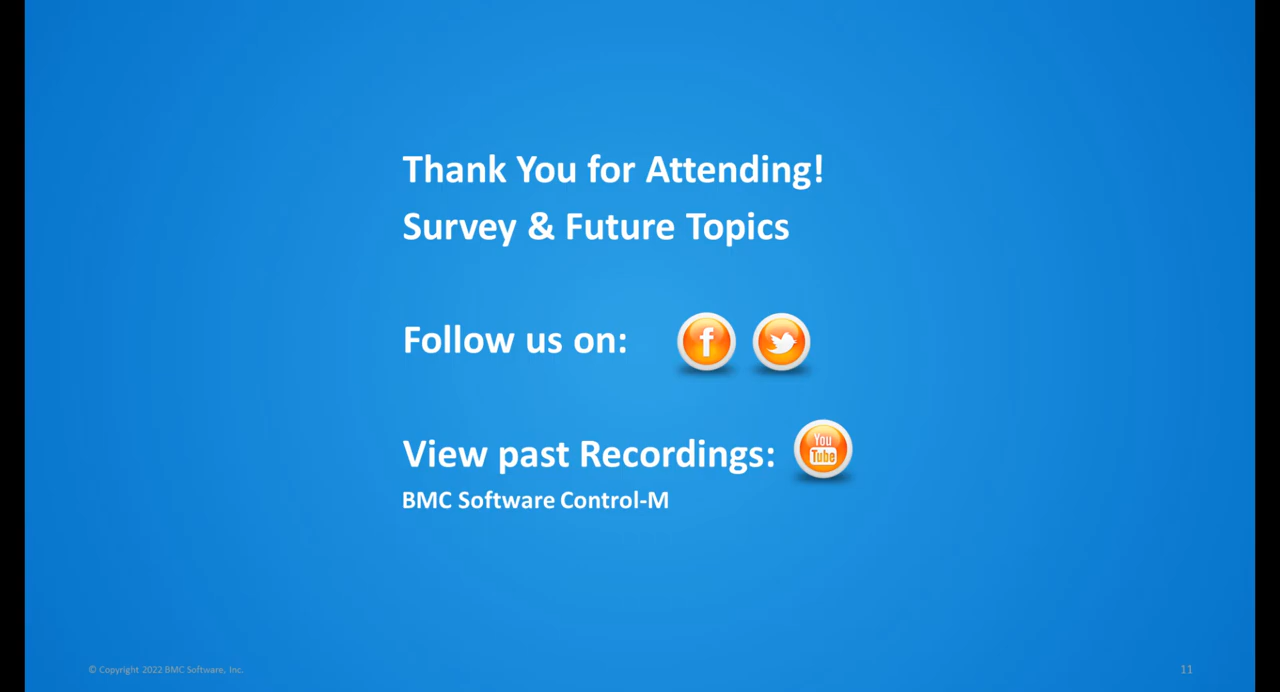 Thank You for Attending!
Survey & Future Topics
Follow us on: f
View past Recordings: You Tube
BMC Software Control-M
© Copyright 2022 BMC Software, Inc.
11